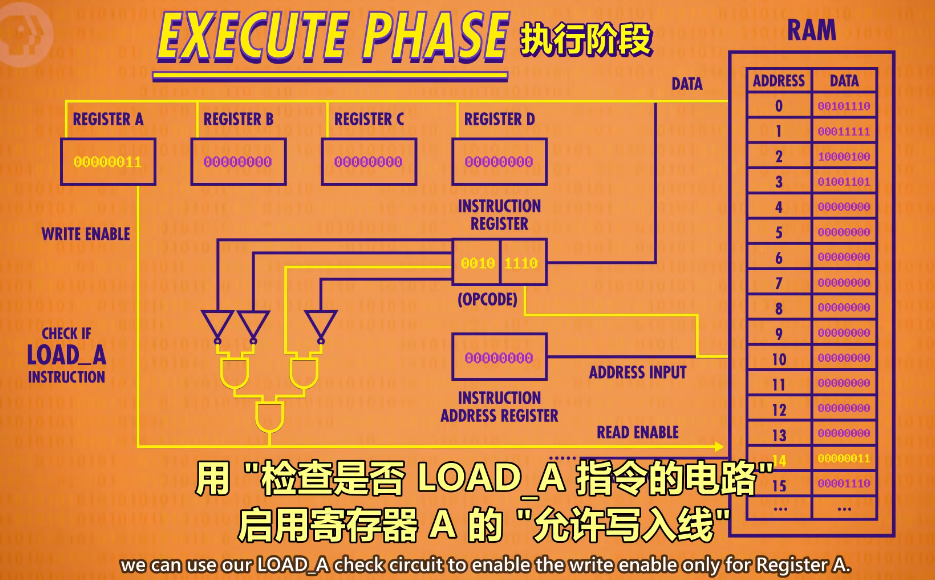 EXECUTE PHASE 执行阶段
RAM
DATA
ADDRESS DATA
0 00101110
1 00011111
2 10000100
3 01001101
4 00000000
5 00000000
6 00000000
7 00000000
8 00000000
9 00000000
10 00000000
11 00000000
12 00000000
13 00000000
14 00000011
15 00001110
... ...
REGISTER A
00000011
REGISTER B
00000000
REGISTER C
00000000
REGISTER D
00000000
WRITE ENABLE
INSTRUCTION
REGISTER
0010 1110
(OPCODE)
CHECK IF
LOAD_A
INSTRUCTION
00000000
ADDRESS INPUT
INSTRUCTION
ADDRESS REGISTER
READ ENABLE
用 "检查是否 LOAD_A 指令的电路"
启用寄存器 A 的 "允许写入线"
we can use our LOAD_A check circuit to enable the write enable only for Register A.